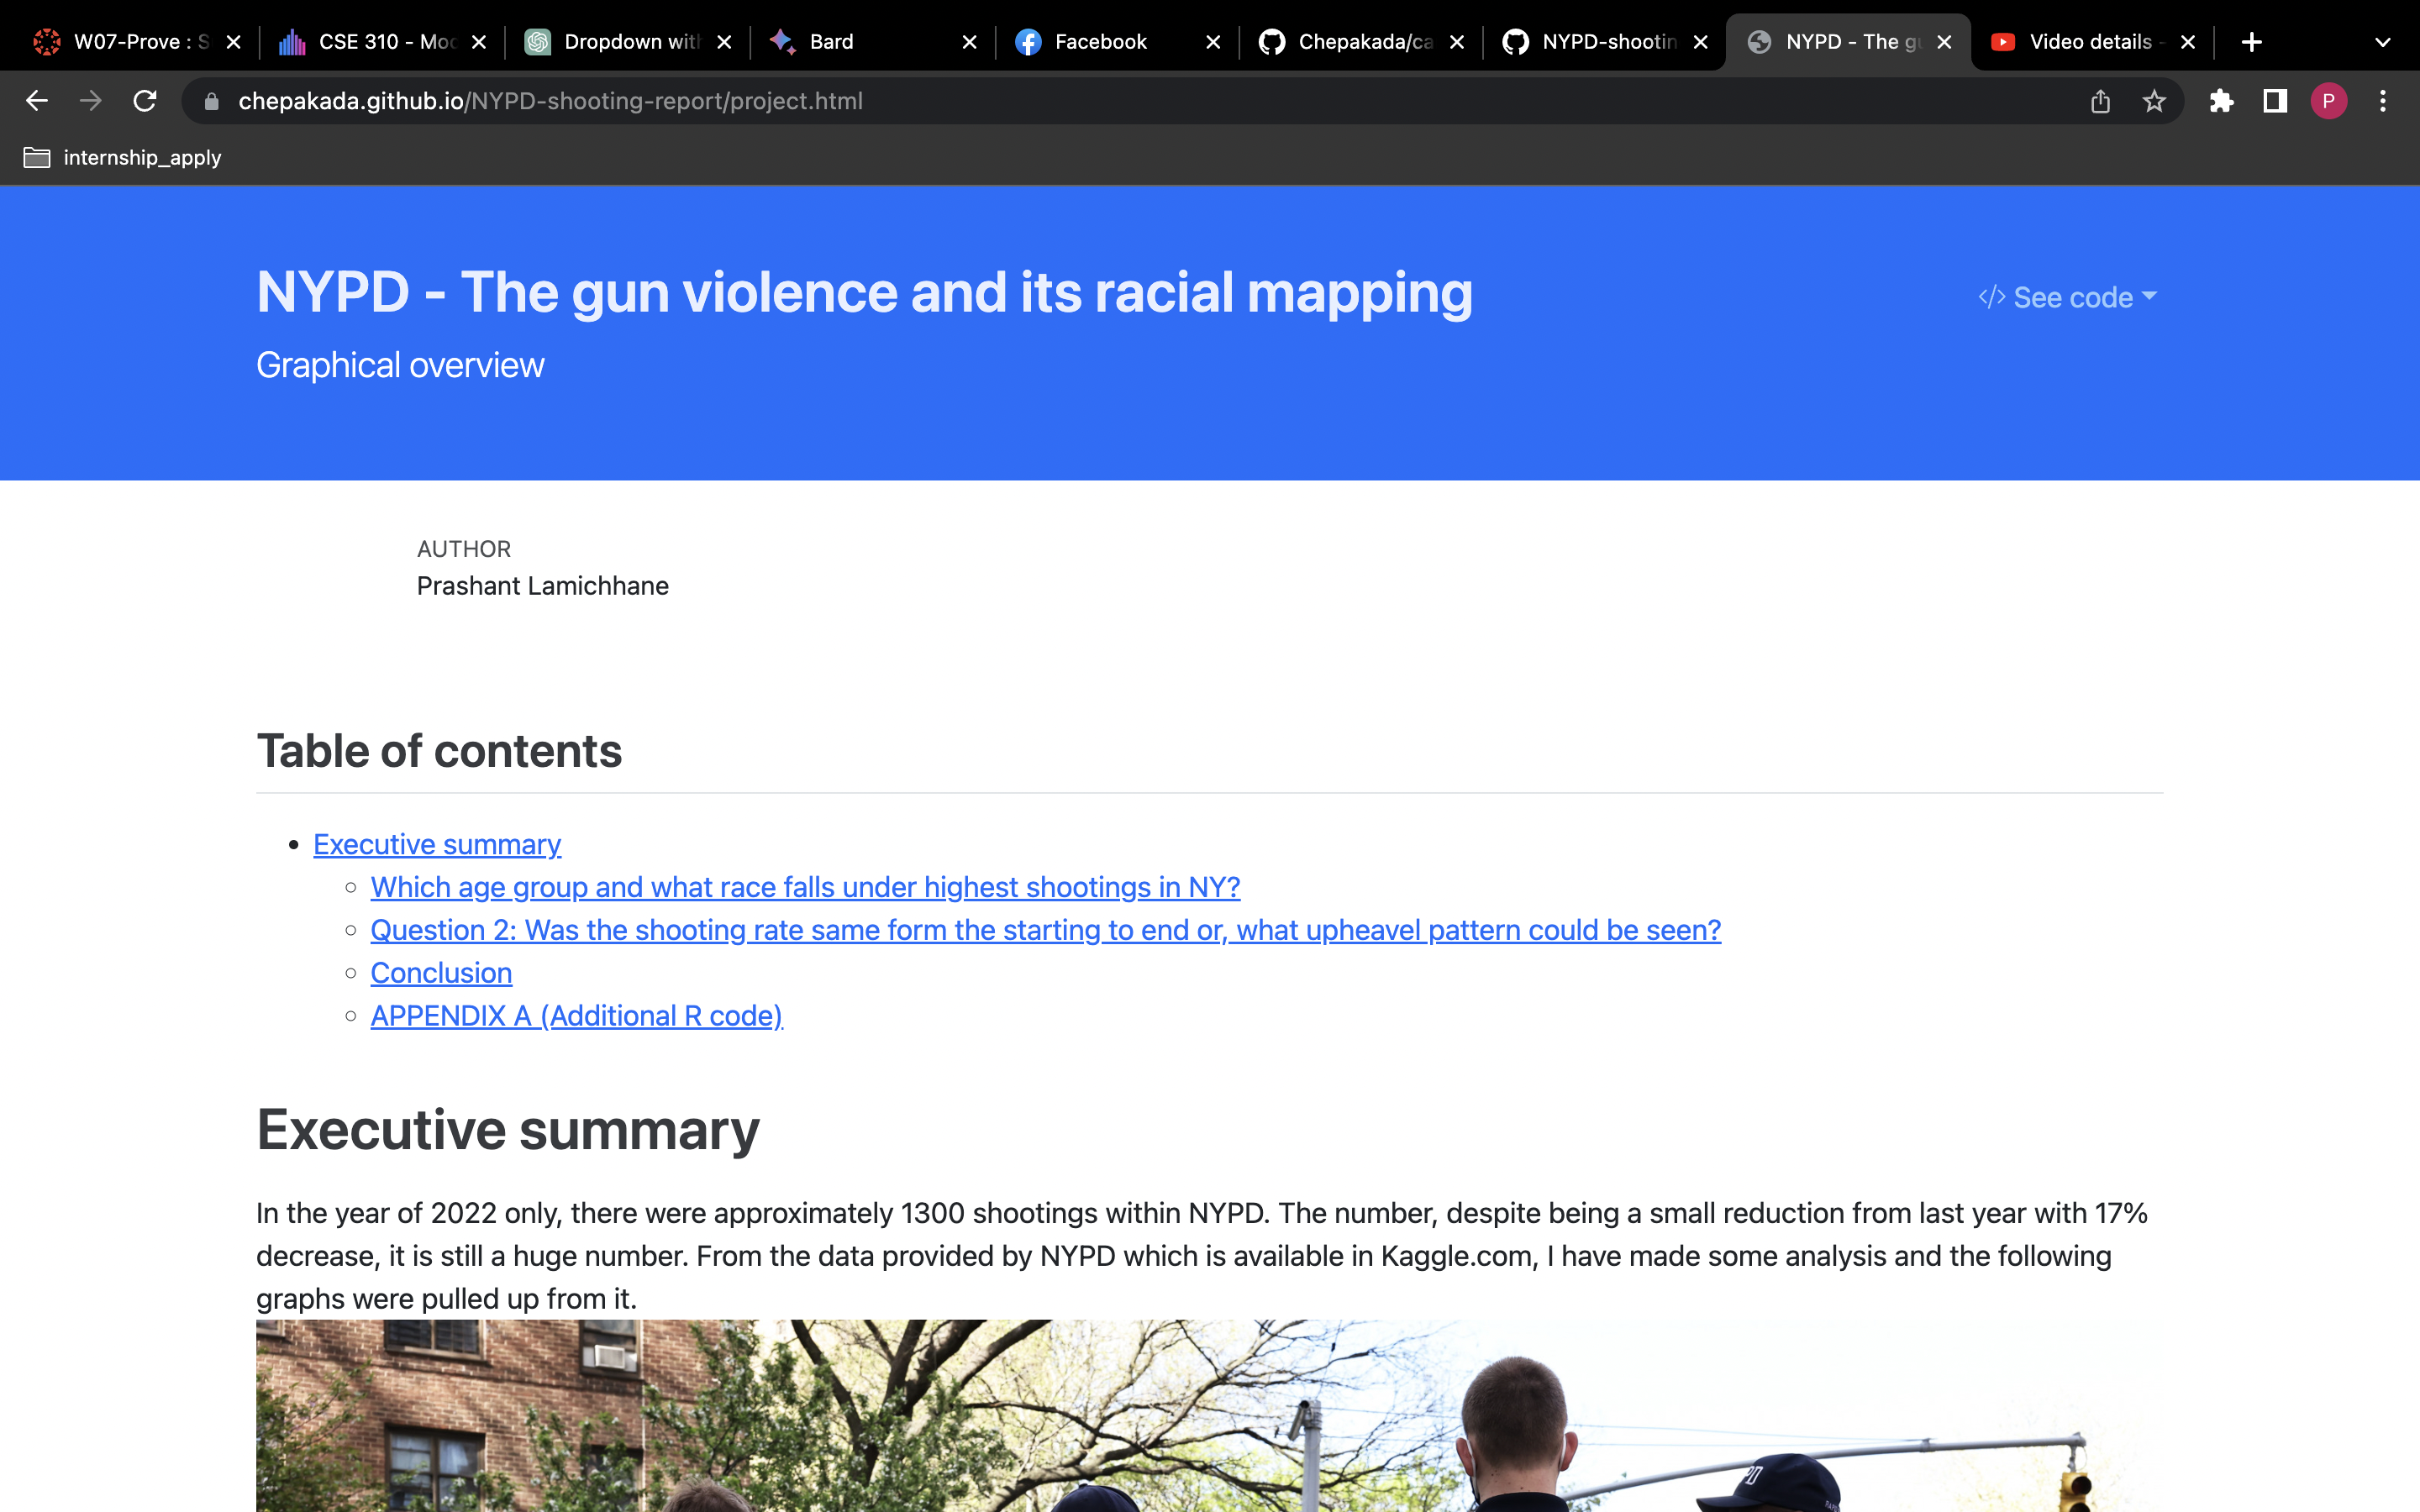 W07-Prove : S
CSE 310 - Moc
Dropdown with
Bard
Facebook
Chepakada/ca
NYPD-shootin
NYPD - The gu
Video details -
chepakada.github.io/NYPD-shooting-report/project.html
P
internship_apply
NYPD - The gun violence and its racial mapping
</> See code
Graphical overview
AUTHOR
Prashant Lamichhane
Table of contents
Executive summary
Which age group and what race falls under highest shootings in NY?
Question 2: Was the shooting rate same form the starting to end or, what upheavel pattern could be seen?
Conclusion
APPENDIX A (Additional R code)
Executive summary
In the year of 2022 only, there were approximately 1300 shootings within NYPD. The number, despite being a small reduction from last year with 17%
decrease, it is still a huge number. From the data provided by NYPD which is available in Kaggle.com, I have made some analysis and the following
graphs were pulled up from it.